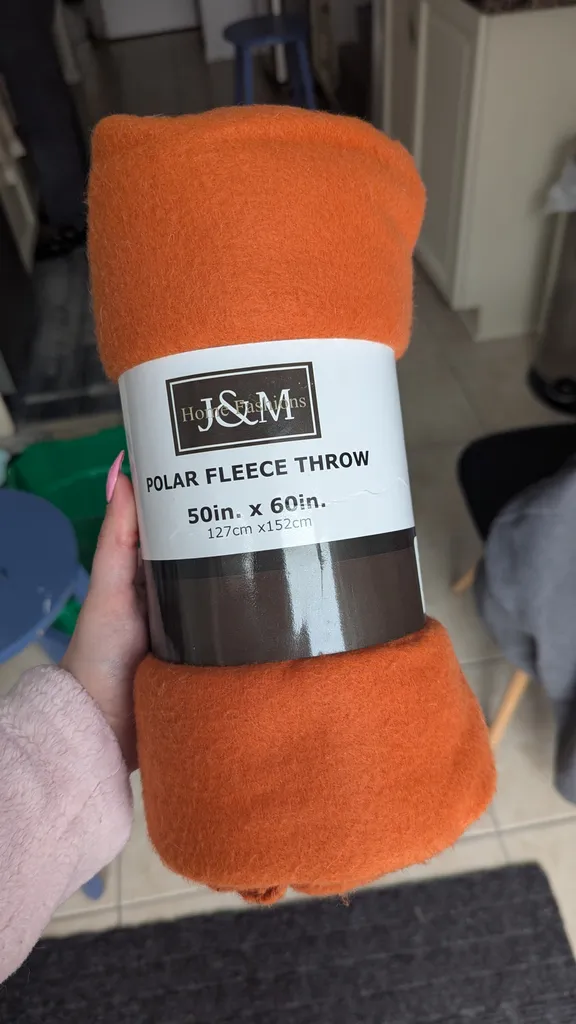 J&M
Home Fashions
POLAR FLEECE THROW
50in. x 60in.
127cm x152cm